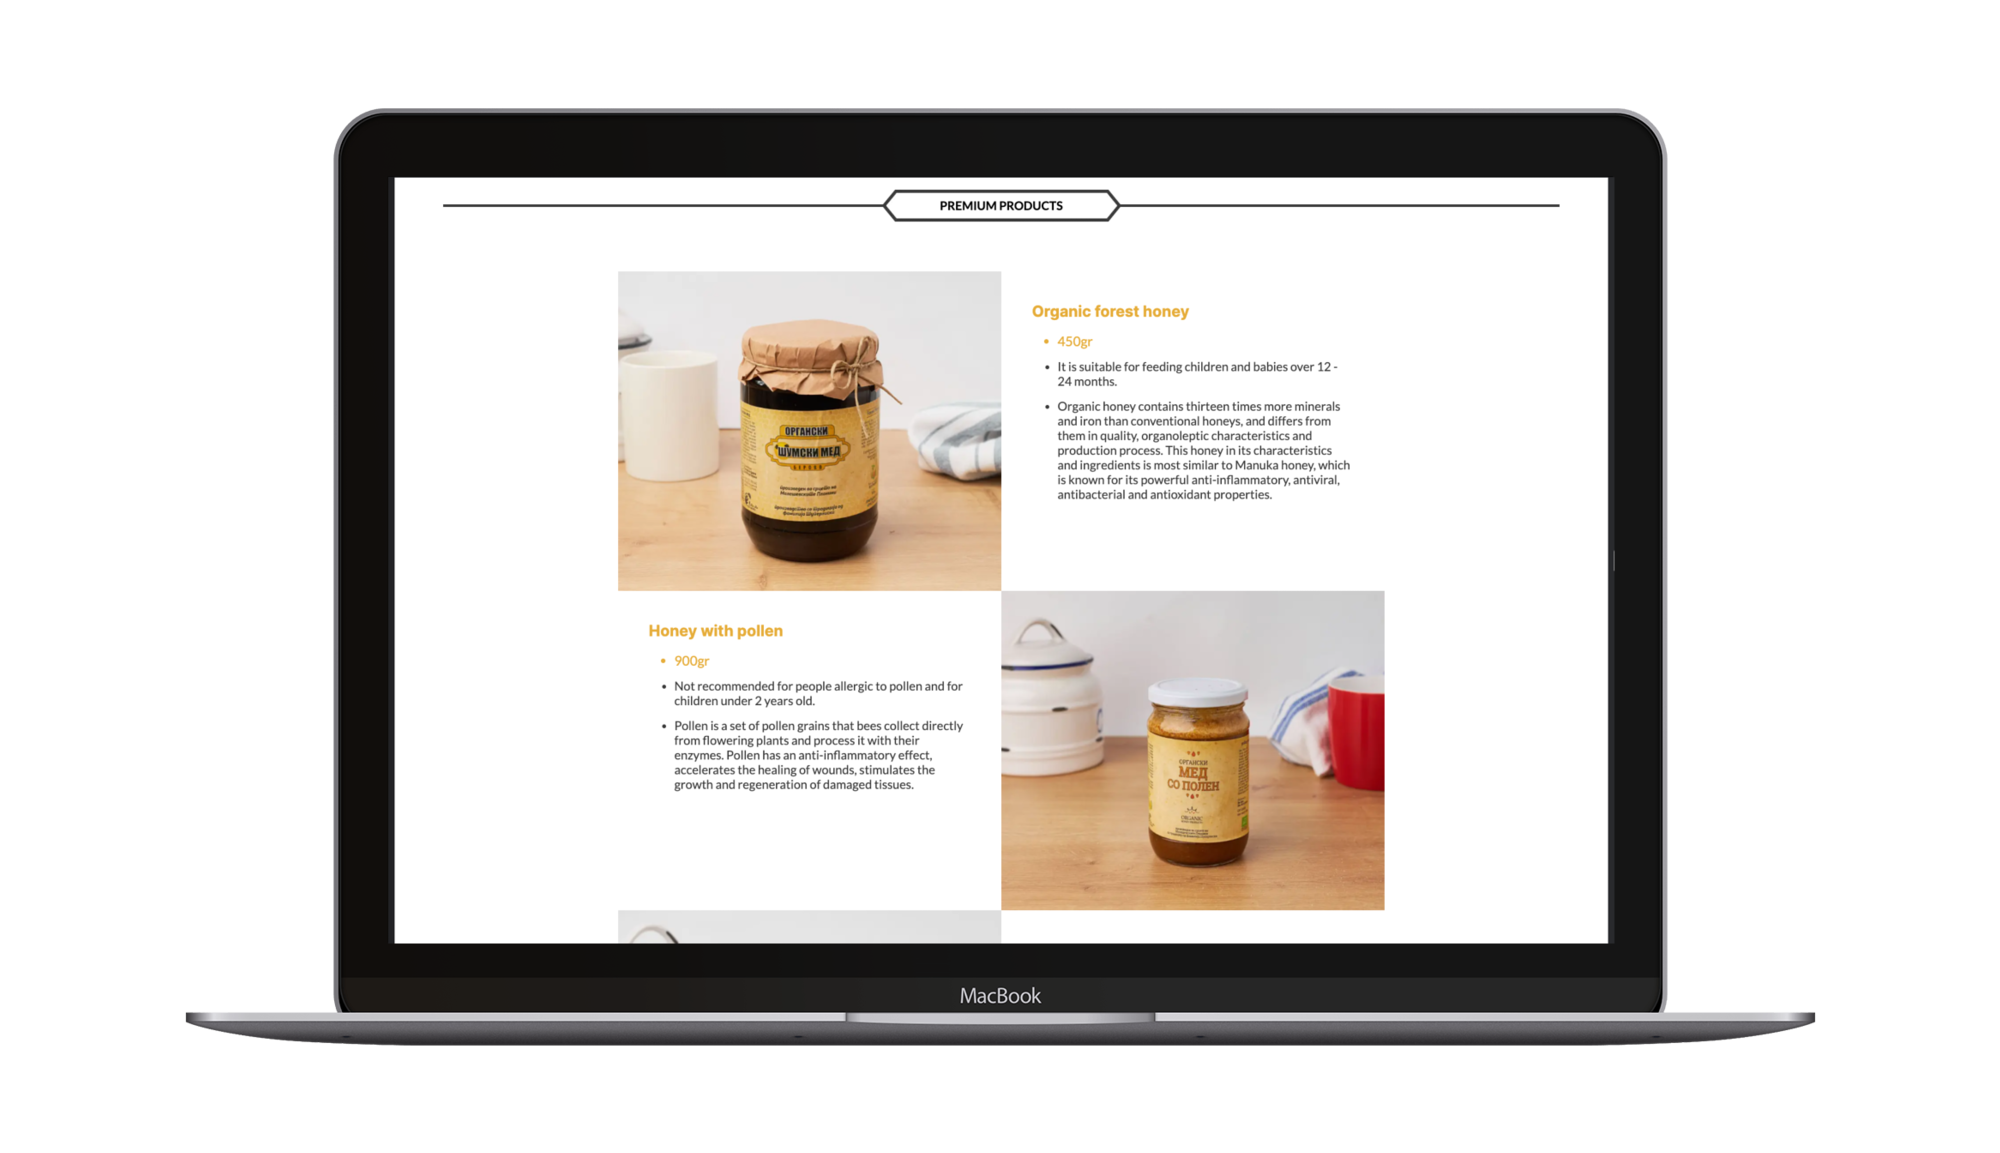 PREMIUM PRODUCTS
ОРГАНСКИ
ШУМСКИ МЕД
БЕРОВО
Organic forest honey
• 450gr
• It is suitable for feeding children and babies over 12 -
24 months.
• Organic honey contains thirteen times more minerals
and iron than conventional honeys, and differs from
them in quality, organoleptic characteristics and
production process. This honey in its characteristics
and ingredients is most similar to Manuka honey, which
is known for its powerful anti-inflammatory, antiviral,
antibacterial and antioxidant properties.
Honey with pollen
• 900gr
• Not recommended for people allergic to pollen and for
children under 2 years old.
• Pollen is a set of pollen grains that bees collect directly
from flowering plants and process it with their
enzymes. Pollen has an anti-inflammatory effect,
accelerates the healing of wounds, stimulates the
growth and regeneration of damaged tissues.
ОРГАНСКИ
МЕД
СО ПОЛЕН
ORGANIC
MacBook